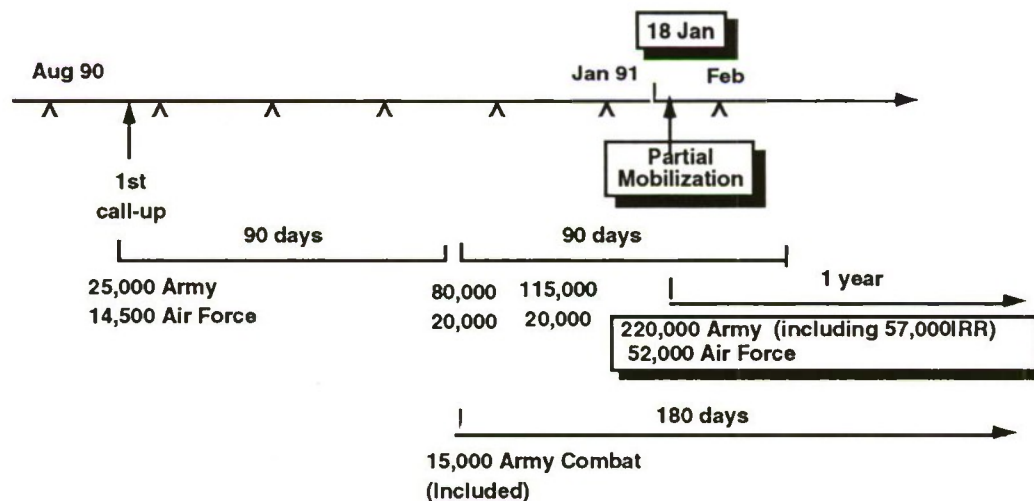 18 Jan
Aug 90
Jan 91
Feb
Partial
Mobilization
1st
call-up
90 days
90 days
25,000 Army
14,500 Air Force
80,000
20,000
115,000
20,000
1 year
220,000 Army (including 57,000IRR)
52,000 Air Force
180 days
15,000 Army Combat
(Included)